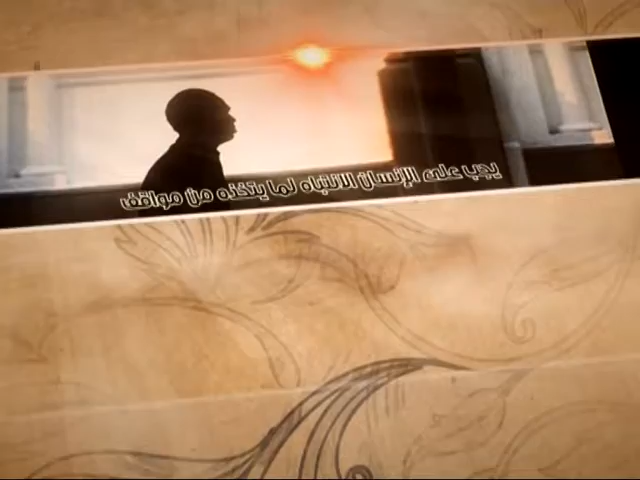 يجب على الإنسان الانتباه لما يتخذه من مواقف